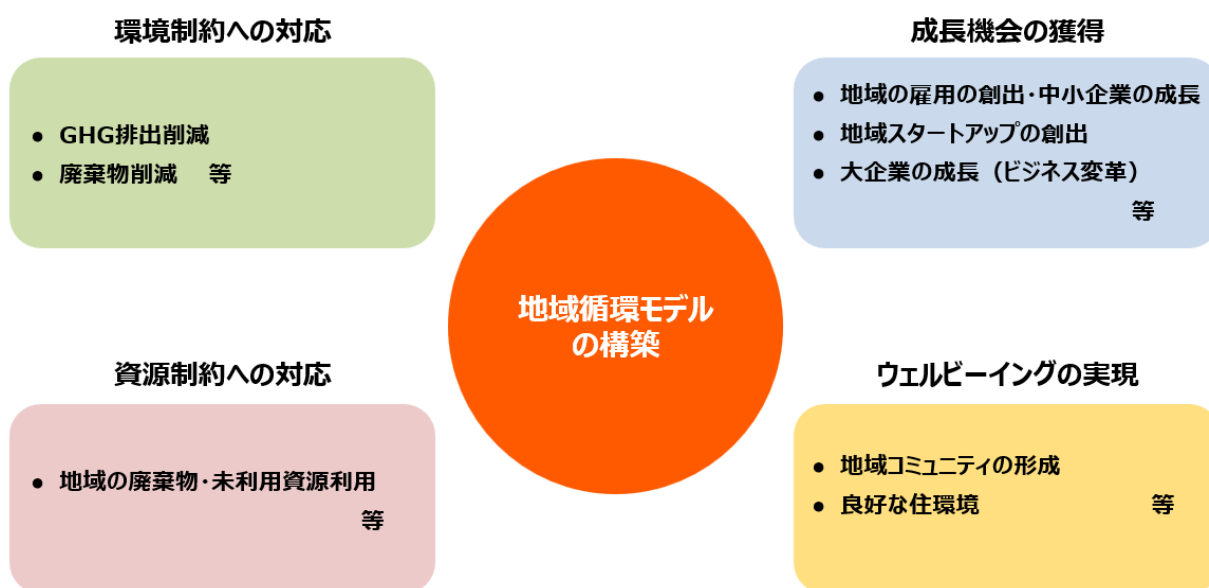 環境制約への対応
● GHG排出削減
● 廃棄物削減 等
成長機会の獲得
● 地域の雇用の創出・中小企業の成長
● 地域スタートアップの創出
● 大企業の成長（ビジネス変革）
等
地域循環モデル
の構築
資源制約への対応
● 地域の廃棄物・未利用資源利用
等
ウェルビーイングの実現
● 地域コミュニティの形成
● 良好な住環境 等